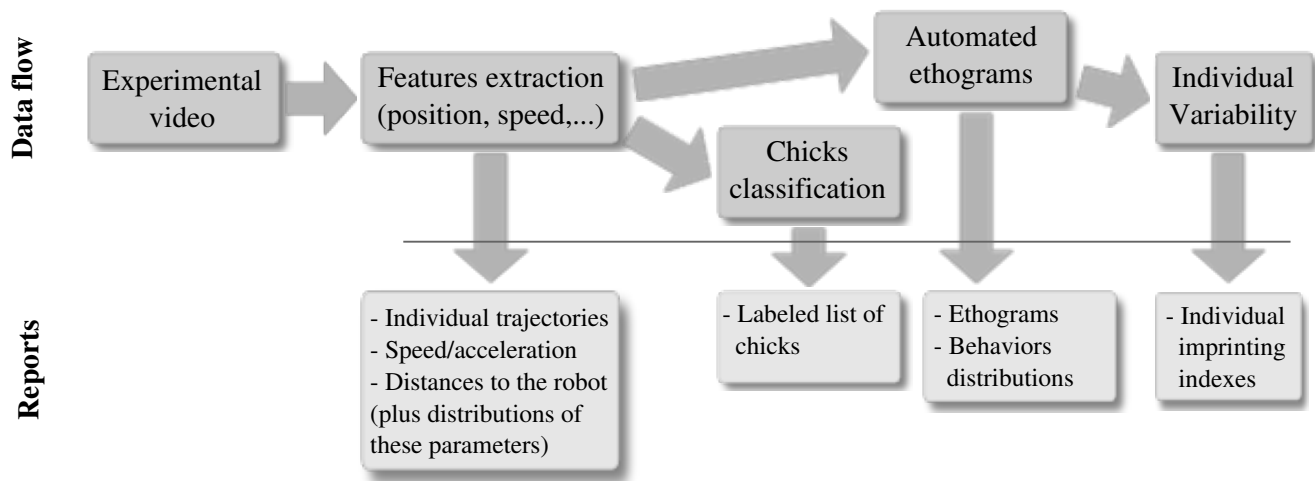 Data flow
Experimental
video
Features extraction
(position, speed,...)
Automated
ethograms
Chicks
classification
Individual
Variability
Reports
- Individual trajectories
- Speed/acceleration
- Distances to the robot
(plus distributions of
these parameters)
- Labeled list of
chicks
- Ethograms
- Behaviors
distributions
- Individual
imprinting
indexes